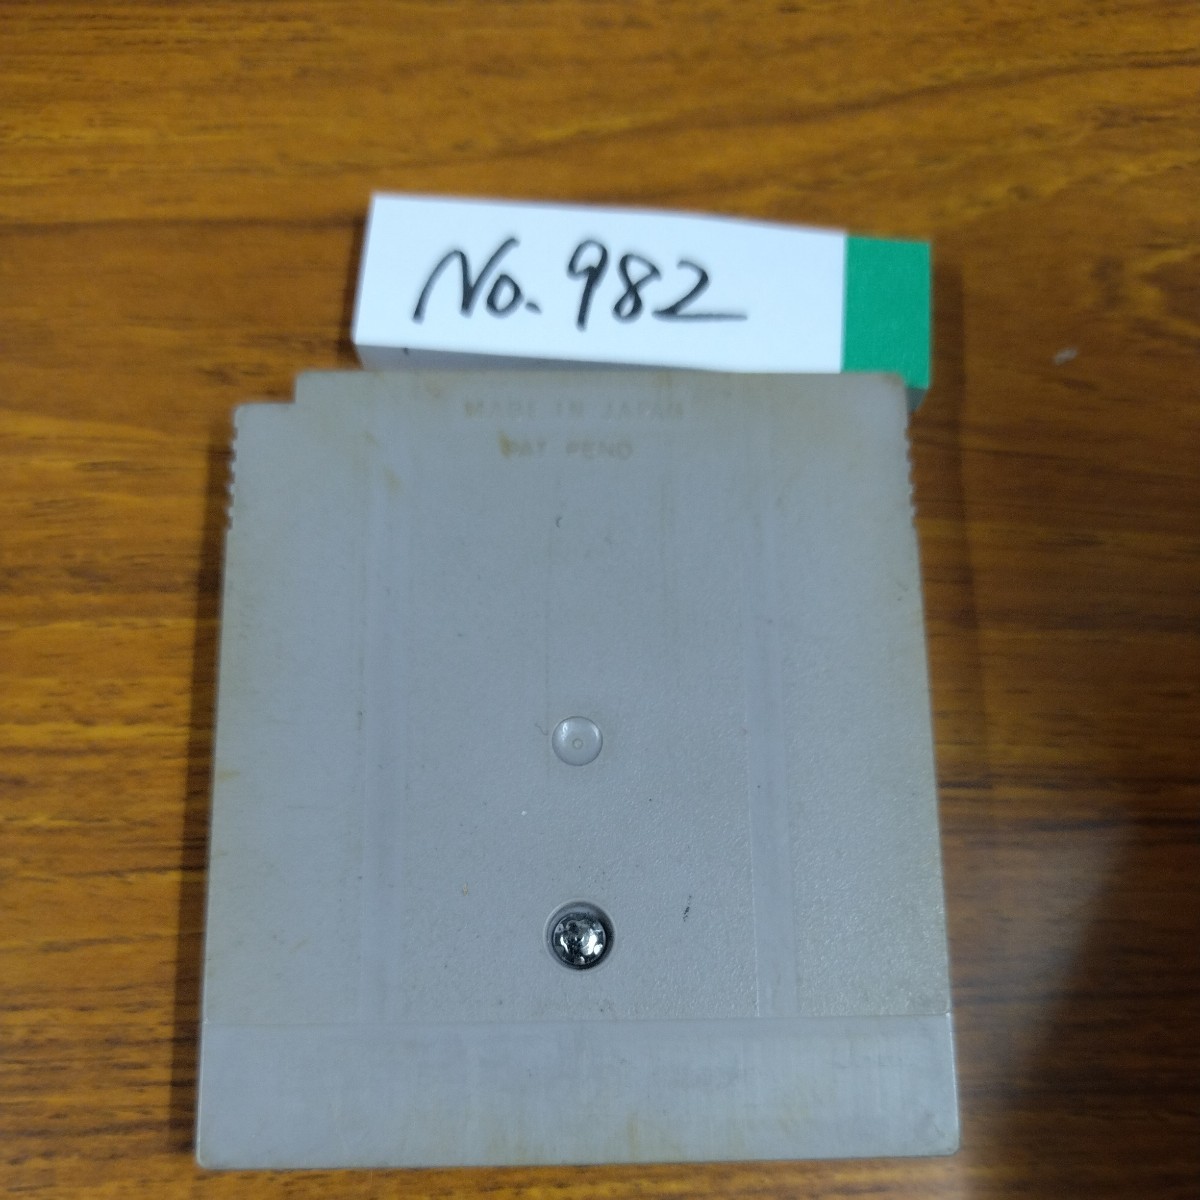 No. 982
MADE IN JAPAN
PAT. PEND.